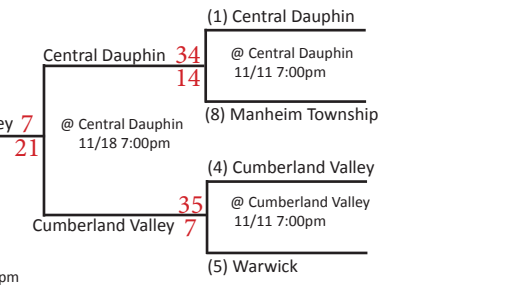 (1) Central Dauphin
Central Dauphin 34
14
@ Central Dauphin
11/11 7:00pm
(8) Manheim Township
ey 7
21
@ Central Dauphin
11/18 7:00pm
(4) Cumberland Valley
35
Cumberland Valley 7
@ Cumberland Valley
11/11 7:00pm
(5) Warwick
pm